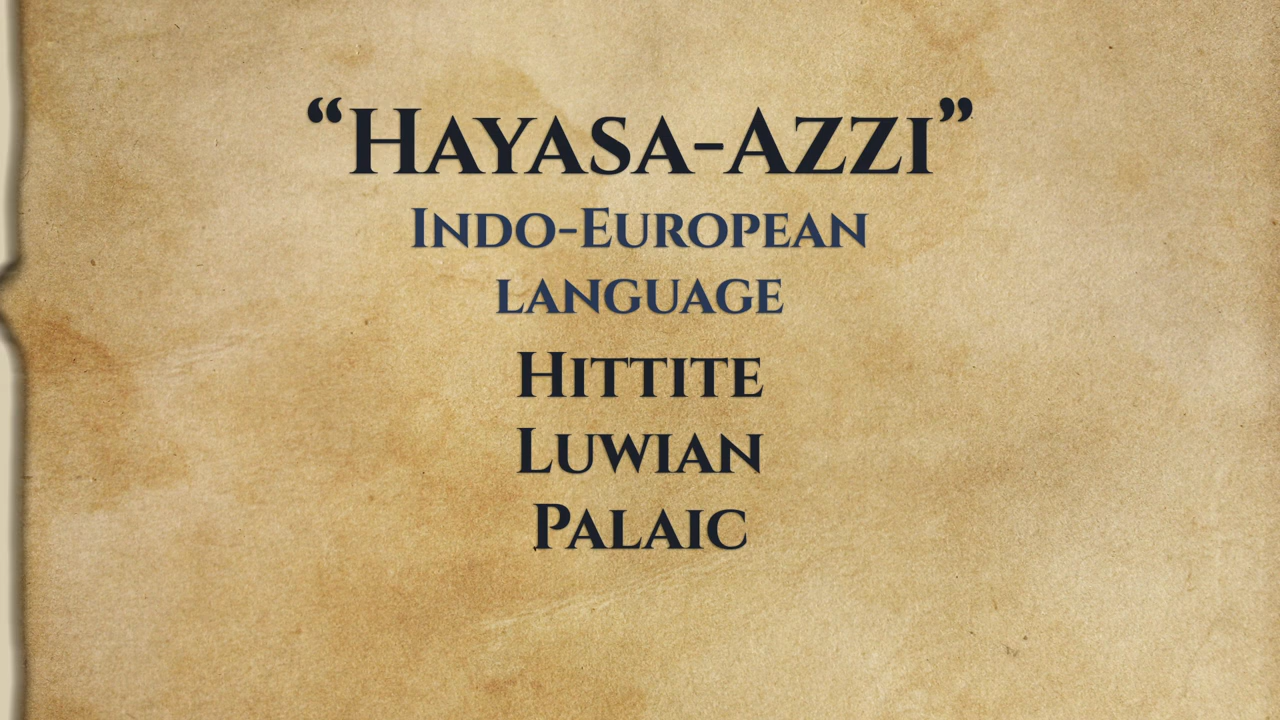 “Hayasa-Azzi”
Indo-European
language
Hittite
Luwian
Palaic